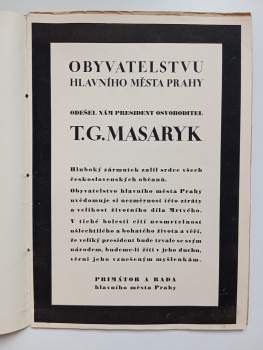 OBYVATELSTVU
HLAVNÍHO MĚSTA PRAHY
ODEŠEL NÁM PRESIDENT OSVOBODITEL
T.G. MASARYK
Hluboký zármutek zalil srdce všech
československých občanů.
Obyvatelstvo hlavního města Prahy
uvědomuje si nezměrnost této ztráty
a velikost životního díla Mrtvého.
V tiché bolesti cítí nesmrtelnost
ušlechtilého a bohatého života a věří,
že veliký president bude trvale se svým
národem, budeme-li žíti v jeho duchu,
věrni jeho vznešeným myšlenkám.
PRIMÁTOR A RADA
hlavního města Prahy